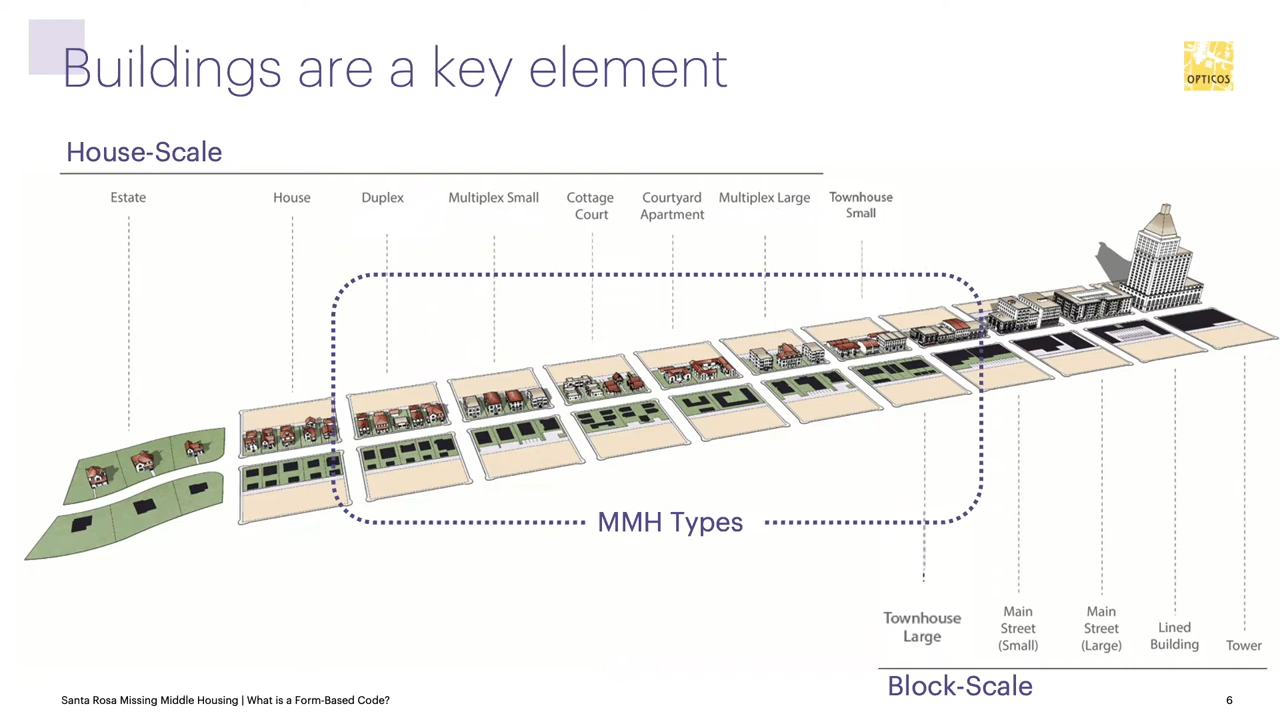 Buildings are a key element
OPTICOS
House-Scale
Estate
House
Duplex
Multiplex Small
Cottage
Court
Courtyard
Apartment
Multiplex Large
Townhouse
Small
MMH Types
Townhouse
Large
Main
Street
(Small)
Main
Street
(Large)
Lined
Building
Tower
Block-Scale
Santa Rosa Missing Middle Housing | What is a Form-Based Code?
6